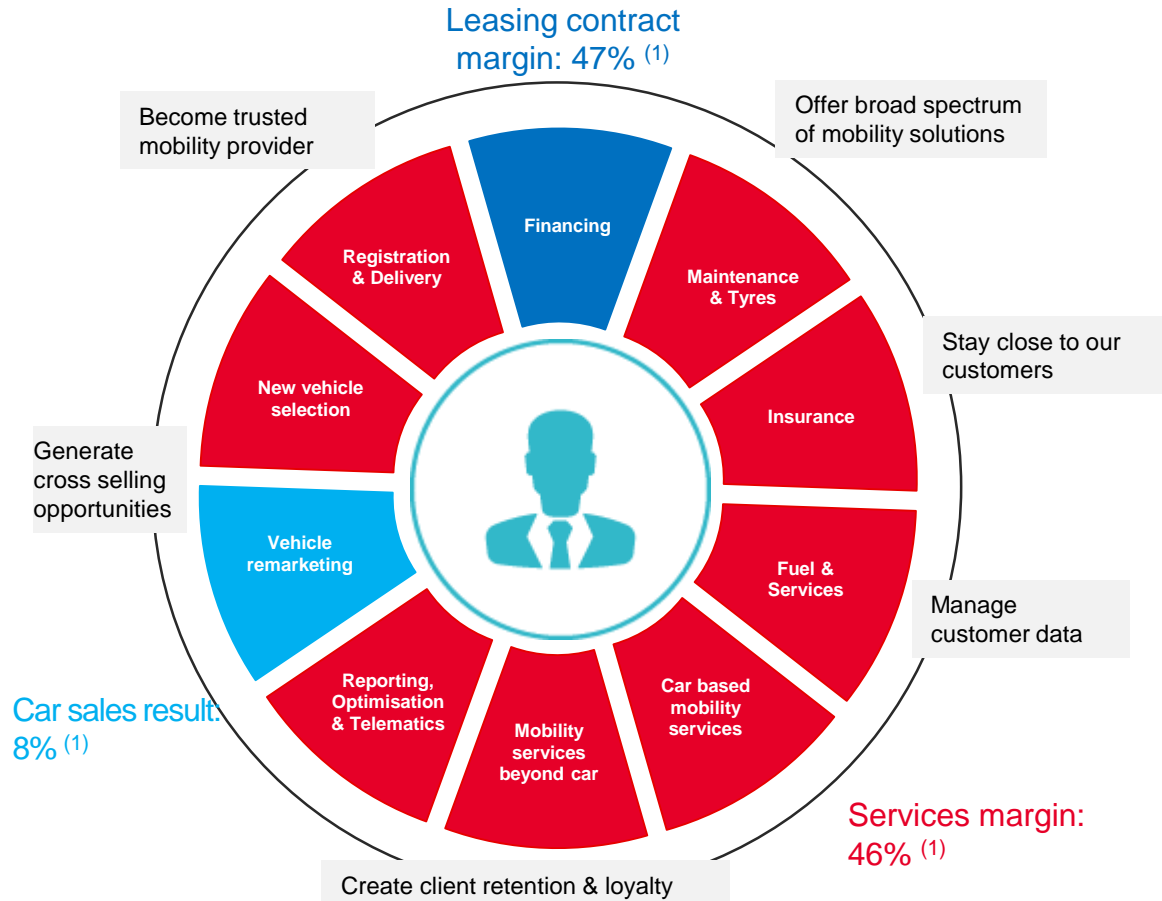 Leasing contract
margin: 47% (1)
Become trusted
mobility provider
Offer broad spectrum
of mobility solutions
Financing
Registration
& Delivery
Maintenance
& Tyres
Stay close to our
customers
New vehicle
selection
Insurance
Generate
cross selling
opportunities
Vehicle
remarketing
Fuel &
Services
Manage
customer data
Reporting,
Optimisation
& Telematics
Car based
mobility
services
Mobility
services
beyond car
Car sales result:
8% (1)
Services margin:
46% (1)
Create client retention & loyalty